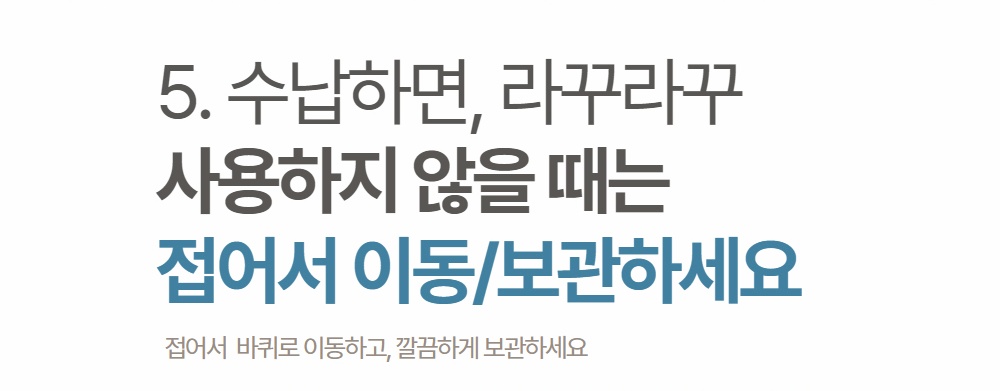 5. 수납하면, 라꾸라꾸
사용하지 않을 때는
접어서 이동/보관하세요
접어서 바퀴로 이동하고, 깔끔하게 보관하세요